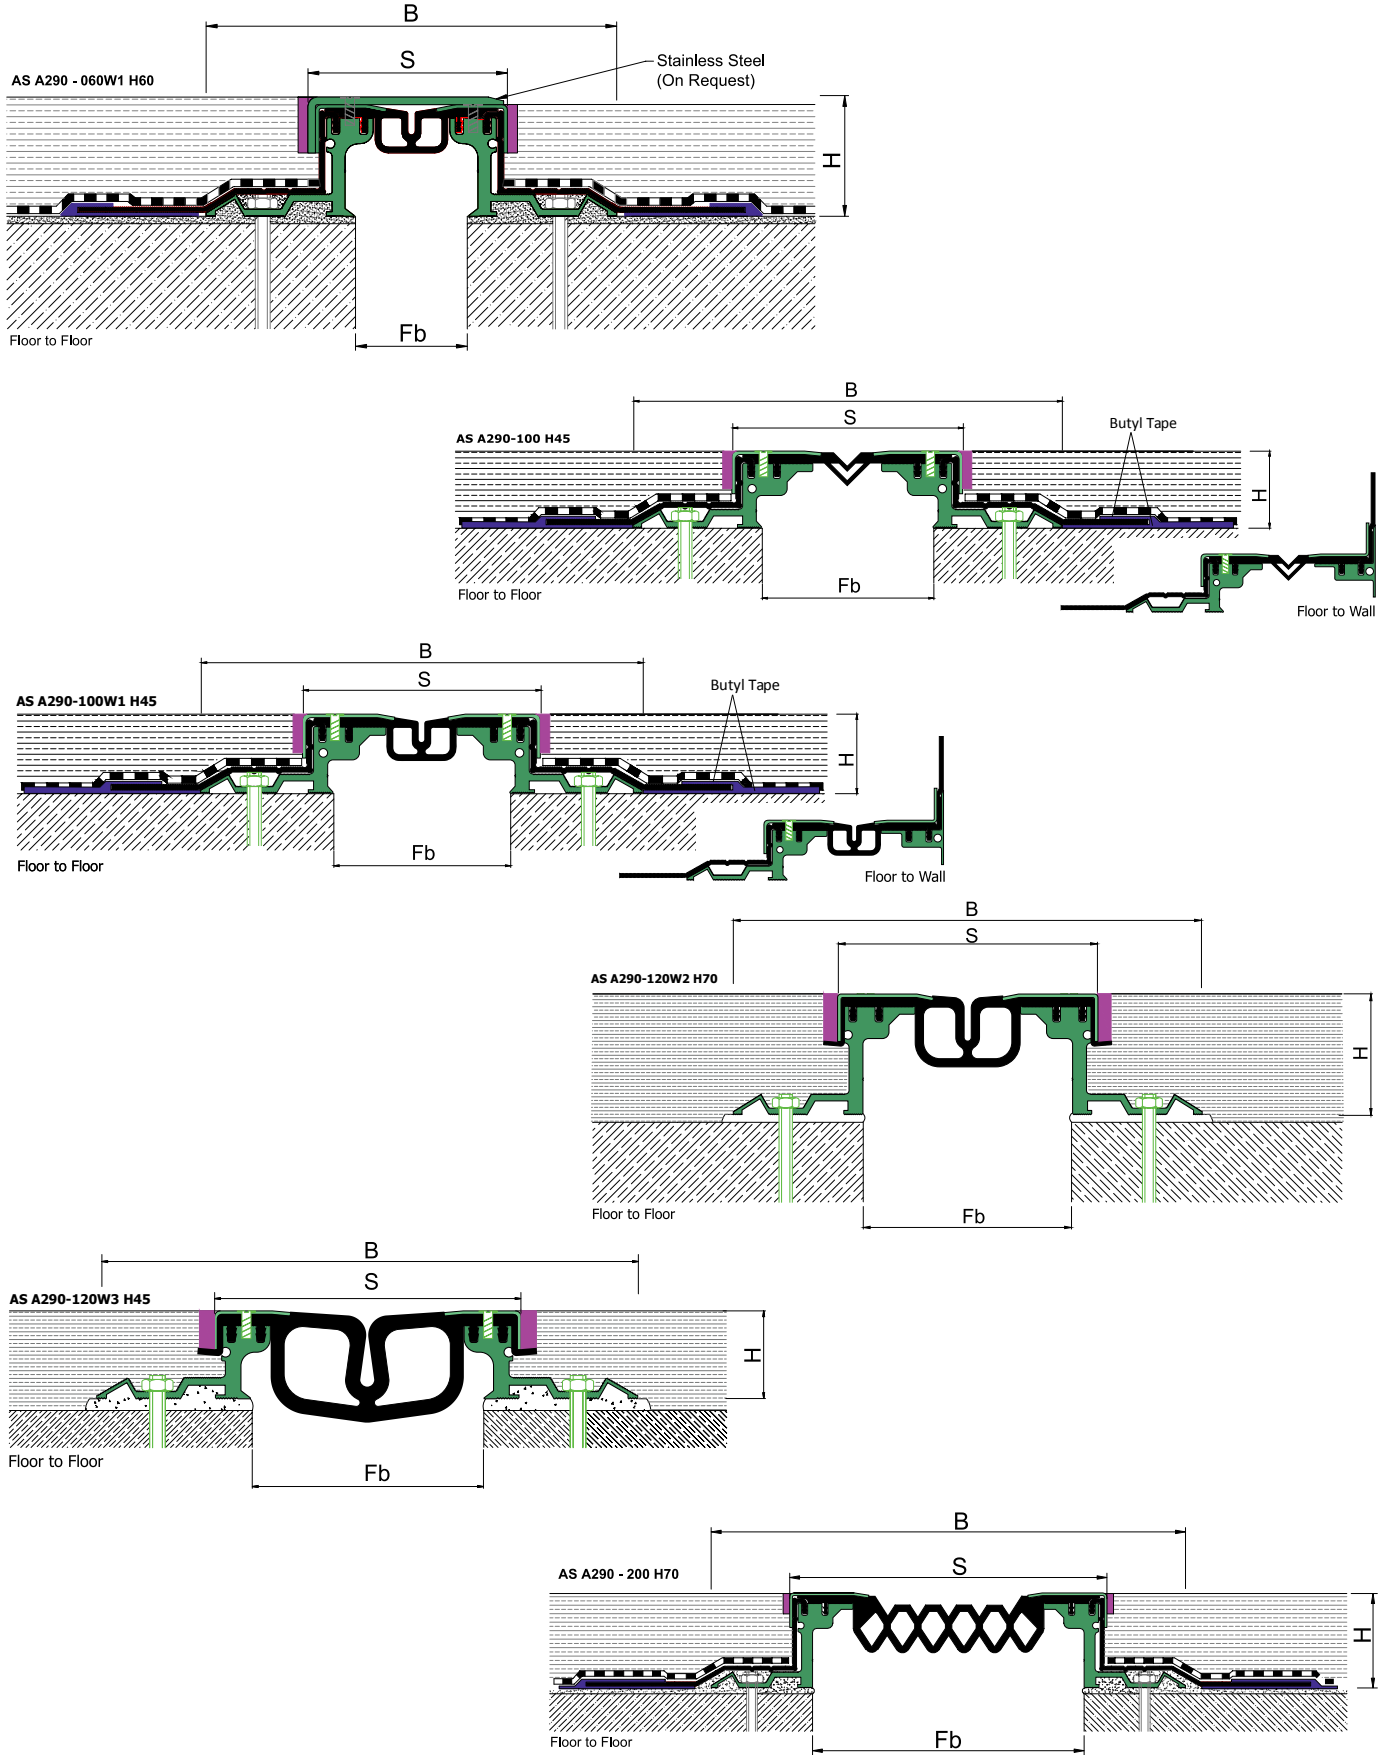 B
S
Stainless Steel
(On Request)
AS A290 - 060W1 H60
H
Fb
Floor to Floor
B
S
Butyl Tape
AS A290-100 H45
H
Fb
Floor to Floor
Floor to Wall
B
S
Butyl Tape
AS A290-100W1 H45
H
Fb
Floor to Floor
Floor to Wall
B
S
AS A290-120W2 H70
H
Fb
Floor to Floor
B
S
AS A290-120W3 H45
H
Fb
Floor to Floor
B
S
AS A290 - 200 H70
H
Fb
Floor to Floor